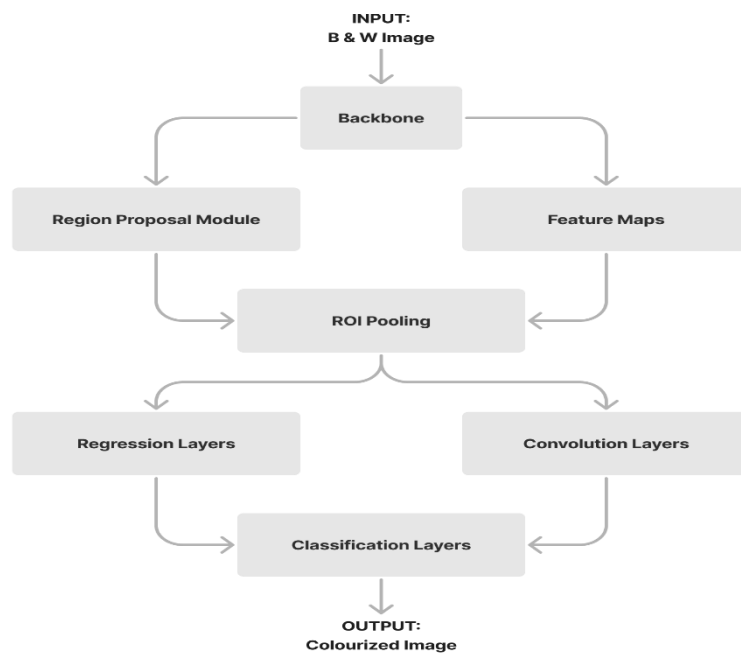 INPUT:
B & W Image
Backbone
Region Proposal Module
Feature Maps
ROI Pooling
Regression Layers
Convolution Layers
Classification Layers
OUTPUT:
Colourized Image